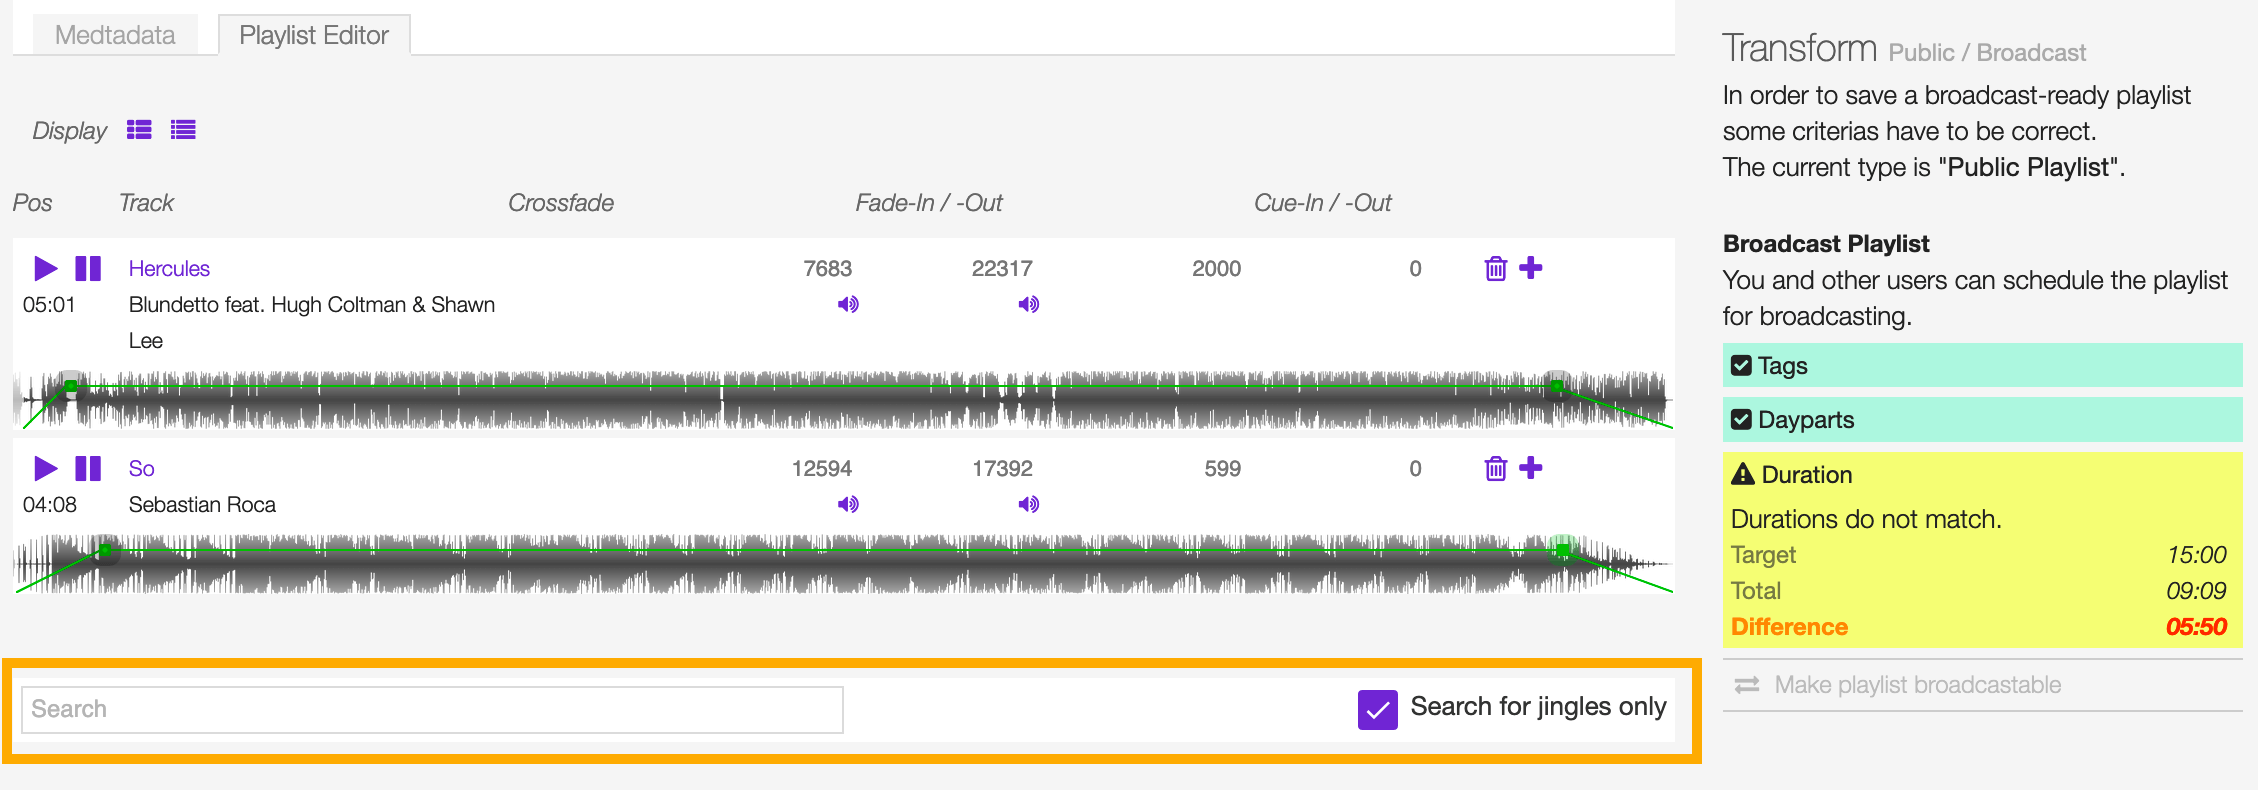 Medtadata
Playlist Editor
Display
Pos Track Crossfade Fade-In / -Out Cue-In / -Out
Hercules 7683 22317 2000 0
05:01 Blundetto feat. Hugh Coltman & Shawn
Lee
So 12594 17392 599 0
04:08 Sebastian Roca
Search
Search for jingles only
Transform Public / Broadcast
In order to save a broadcast-ready playlist
some criterias have to be correct.
The current type is "Public Playlist".
Broadcast Playlist
You and other users can schedule the playlist
for broadcasting.
Tags
Dayparts
Duration
Durations do not match.
Target 15:00
Total 09:09
Difference 05:50
Make playlist broadcastable